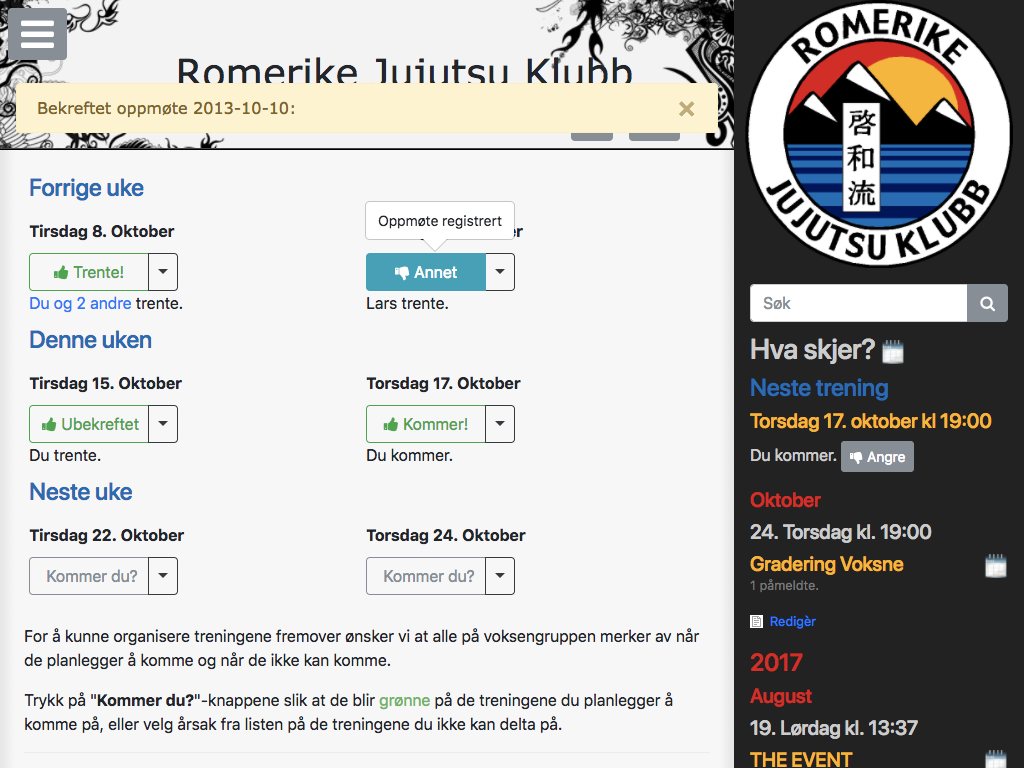 Romerike Jujutsu Klubb
Bekreftet oppmøte 2013-10-10:
×
Forrige uke
Tirsdag 8. Oktober
Oppmøte registrert
Trente!
Annet
Du og 2 andre trente.
Lars trente.
Denne uken
Tirsdag 15. Oktober
Torsdag 17. Oktober
Ubekreftet
Kommer!
Du trente.
Du kommer.
Neste uke
Tirsdag 22. Oktober
Torsdag 24. Oktober
Kommer du?
Kommer du?
For å kunne organisere treningene fremover ønsker vi at alle på voksengruppen merker av når
de planlegger å komme og når de ikke kan komme.
Trykk på "Kommer du?"-knappene slik at de blir grønne på de treningene du planlegger å
komme på, eller velg årsak fra listen på de treningene du ikke kan delta på.
ROMERIKE
啓和流
JUJUTSU KLUBB
Søk
Hva skjer?
Neste trening
Torsdag 17. oktober kl 19:00
Du kommer. Angre
Oktober
24. Torsdag kl. 19:00
Gradering Voksne
1 påmeldte.
Redigèr
2017
August
19. Lørdag kl. 13:37
THE EVENT